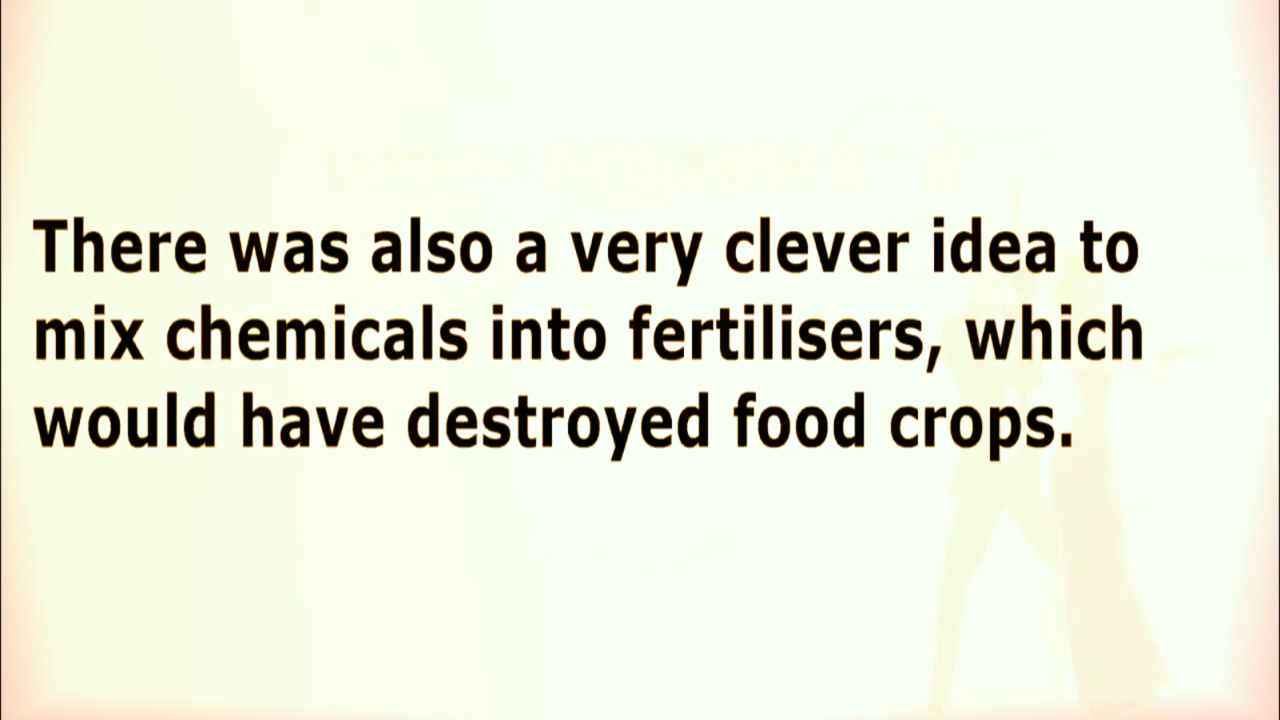 There was also a very clever idea to
mix chemicals into fertilisers, which
would have destroyed food crops.